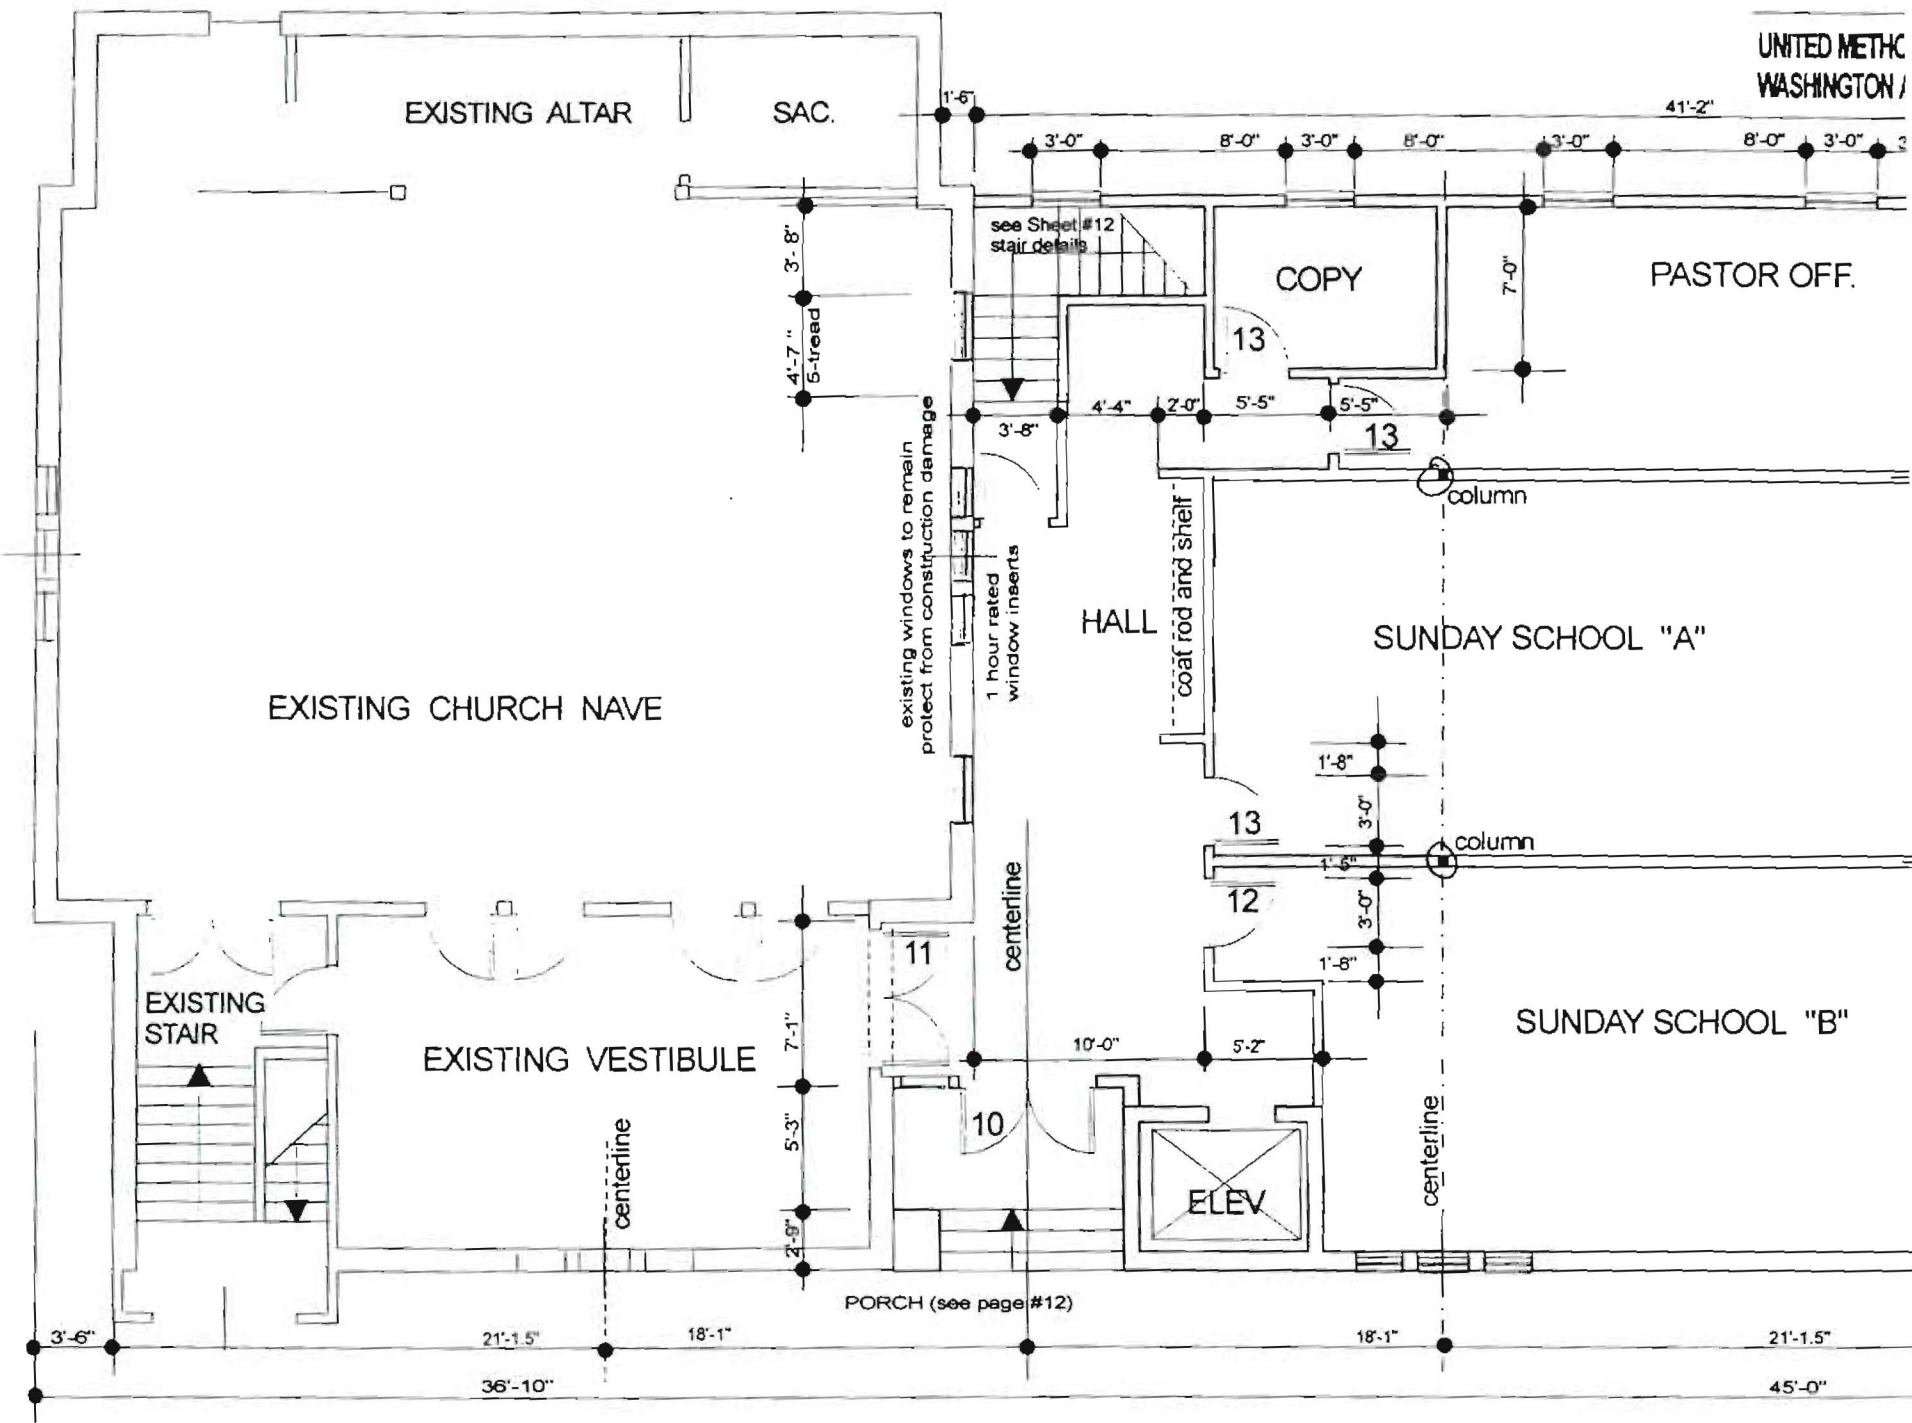 UNITED METHO
WASHINGTON
EXISTING ALTAR
SAC.
1'-6"
41'-2"
3'-0"
8'-0"
3'-0"
8'-0"
3'-0"
8'-0"
3'-0"
see Sheet #12
stair details
COPY
PASTOR OFF.
7'-0"
3'- 8"
4'-7 "
5-tread
13
4'-4"
2'-0"
5'-5"
5'-5"
3'-8"
13
column
existing windows to remain
protect from construction damage
1 hour rated
window inserts
coat rod and shelf
HALL
SUNDAY SCHOOL "A"
EXISTING CHURCH NAVE
1'-8"
3'-0"
13
column
1'-6"
12
3'-0"
centerline
11
1'-8"
EXISTING
STAIR
SUNDAY SCHOOL "B"
EXISTING VESTIBULE
7'-1"
10'-0"
5'-2"
10
5'-3"
centerline
centerline
ELEV
2'-9"
PORCH (see page #12)
3'-6"
21'-1.5"
18'-1"
18'-1"
21'-1.5"
36'-10"
45'-0"